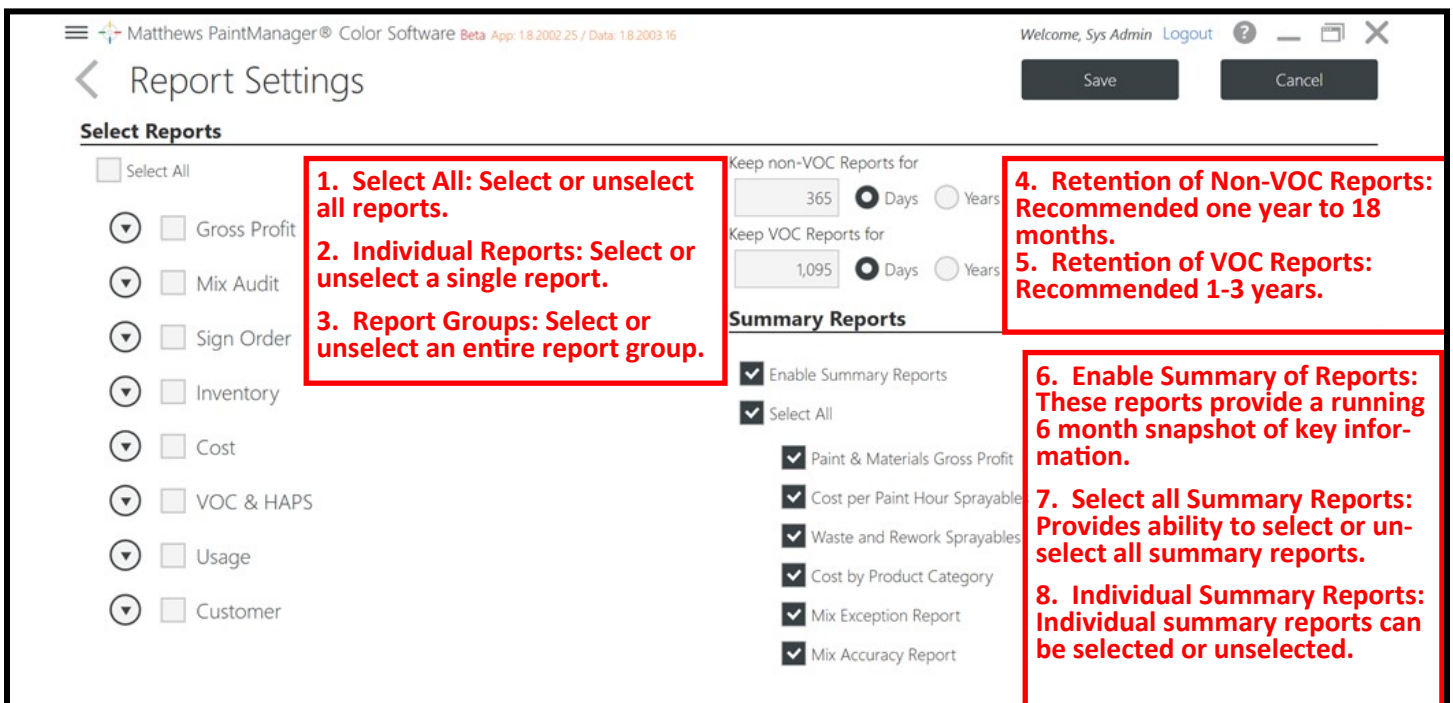 Matthews PaintManager® Color Software Beta App: 1.8.2002.25 / Data: 1.8.2003.16
Welcome, Sys Admin Logout ?
Report Settings
Save
Cancel
Select Reports
Select All
Gross Profit
Mix Audit
Sign Order
Inventory
Cost
VOC & HAPS
Usage
Customer
1. Select All: Select or unselect
all reports.
2. Individual Reports: Select or
unselect a single report.
3. Report Groups: Select or
unselect an entire report group.
Keep non-VOC Reports for
365 Days Years
Keep VOC Reports for
1,095 Days Years
4. Retention of Non-VOC Reports:
Recommended one year to 18
months.
5. Retention of VOC Reports:
Recommended 1-3 years.
Summary Reports
Enable Summary Reports
Select All
Paint & Materials Gross Profit
Cost per Paint Hour Sprayable
Waste and Rework Sprayables
Cost by Product Category
Mix Exception Report
Mix Accuracy Report
6. Enable Summary of Reports:
These reports provide a running
6 month snapshot of key infor-
mation.
7. Select all Summary Reports:
Provides ability to select or un-
select all summary reports.
8. Individual Summary Reports:
Individual summary reports can
be selected or unselected.